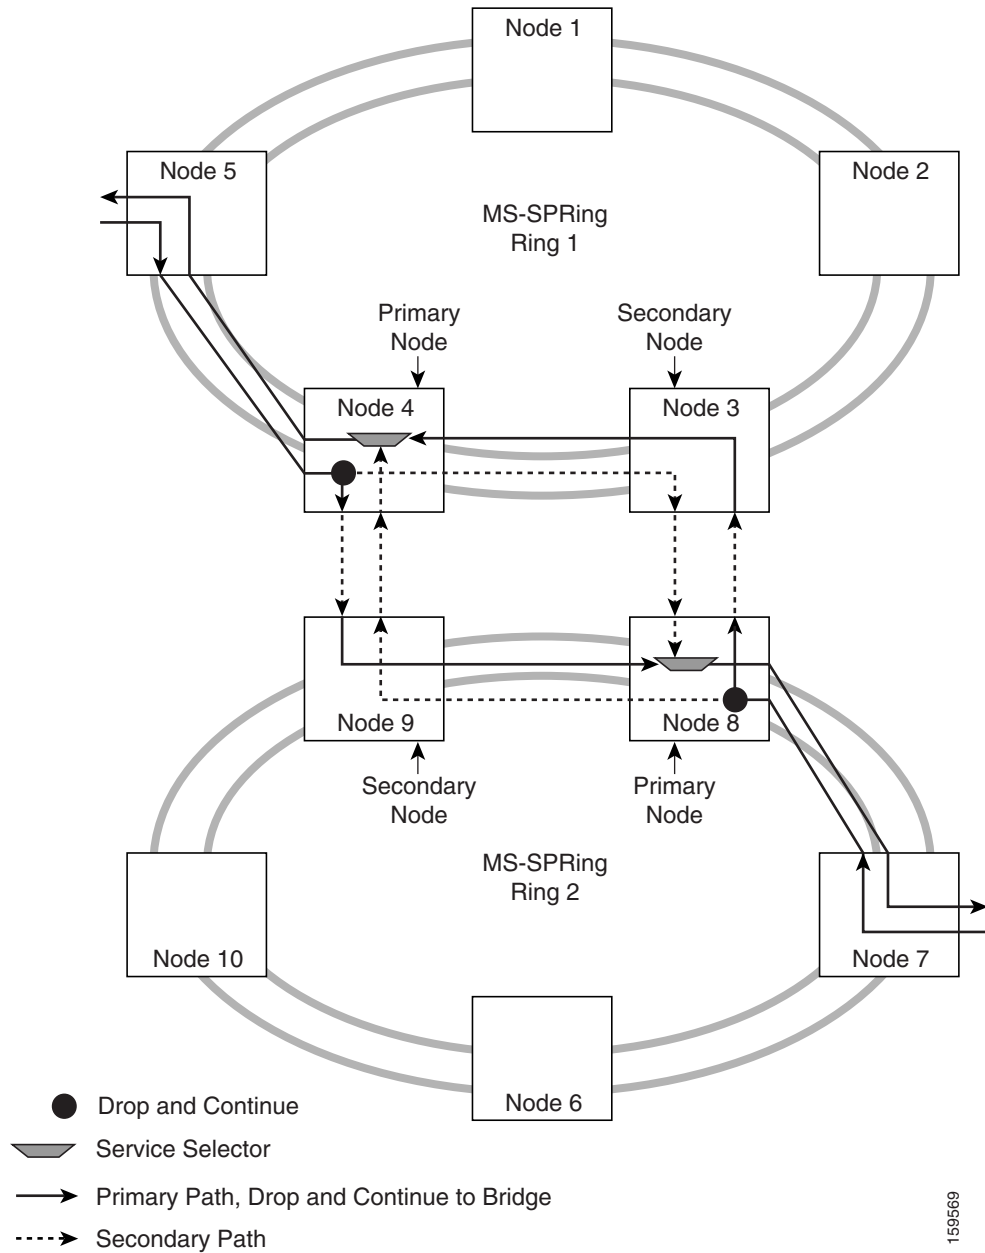 Node 1
Node 5
Node 2
MS-SPRing
Ring 1
Primary
Node
Secondary
Node
Node 4
Node 3
Node 9
Node 8
Secondary
Node
Primary
Node
MS-SPRing
Ring 2
Node 10
Node 7
Node 6
Drop and Continue
Service Selector
Primary Path, Drop and Continue to Bridge
Secondary Path
159569